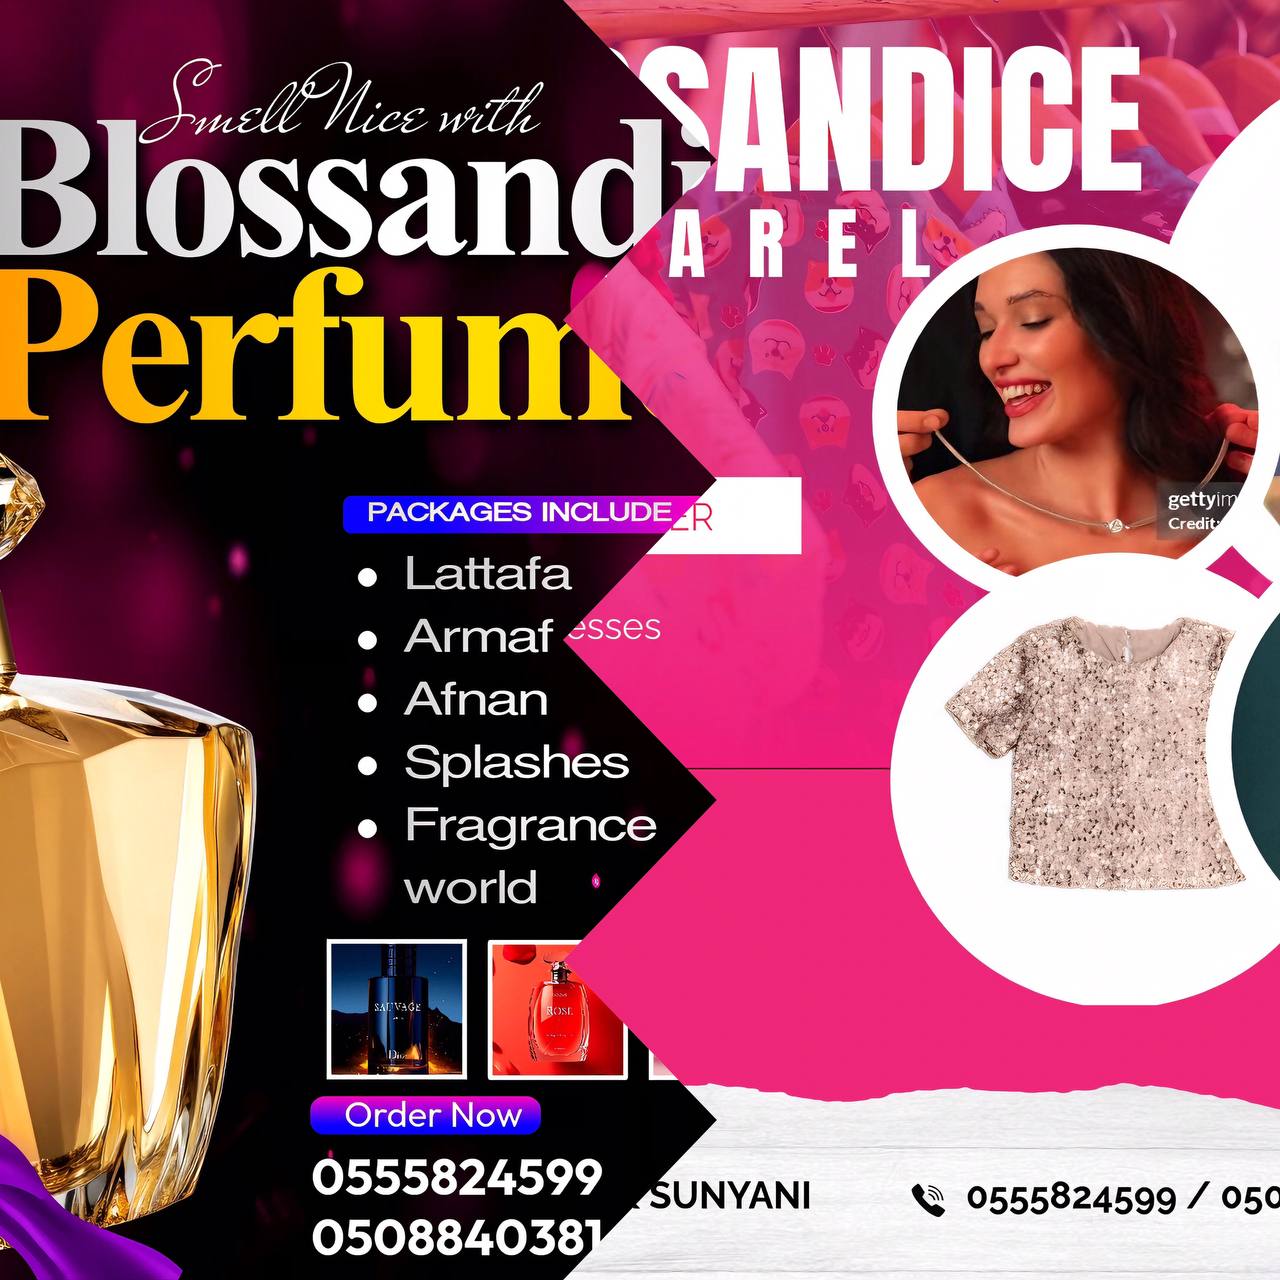 Smell Nice with
Blossandi
Perfum
PACKAGES INCLUDE
Lattafa
Armaf
Afnan
Splashes
Fragrance
world
SAUVAGE
Dior
ROSE
Order Now
0555824599
0508840381
SANDICE
AREL
ER
esses
gettyim
Credit:
SUNYANI
0555824599 / 050